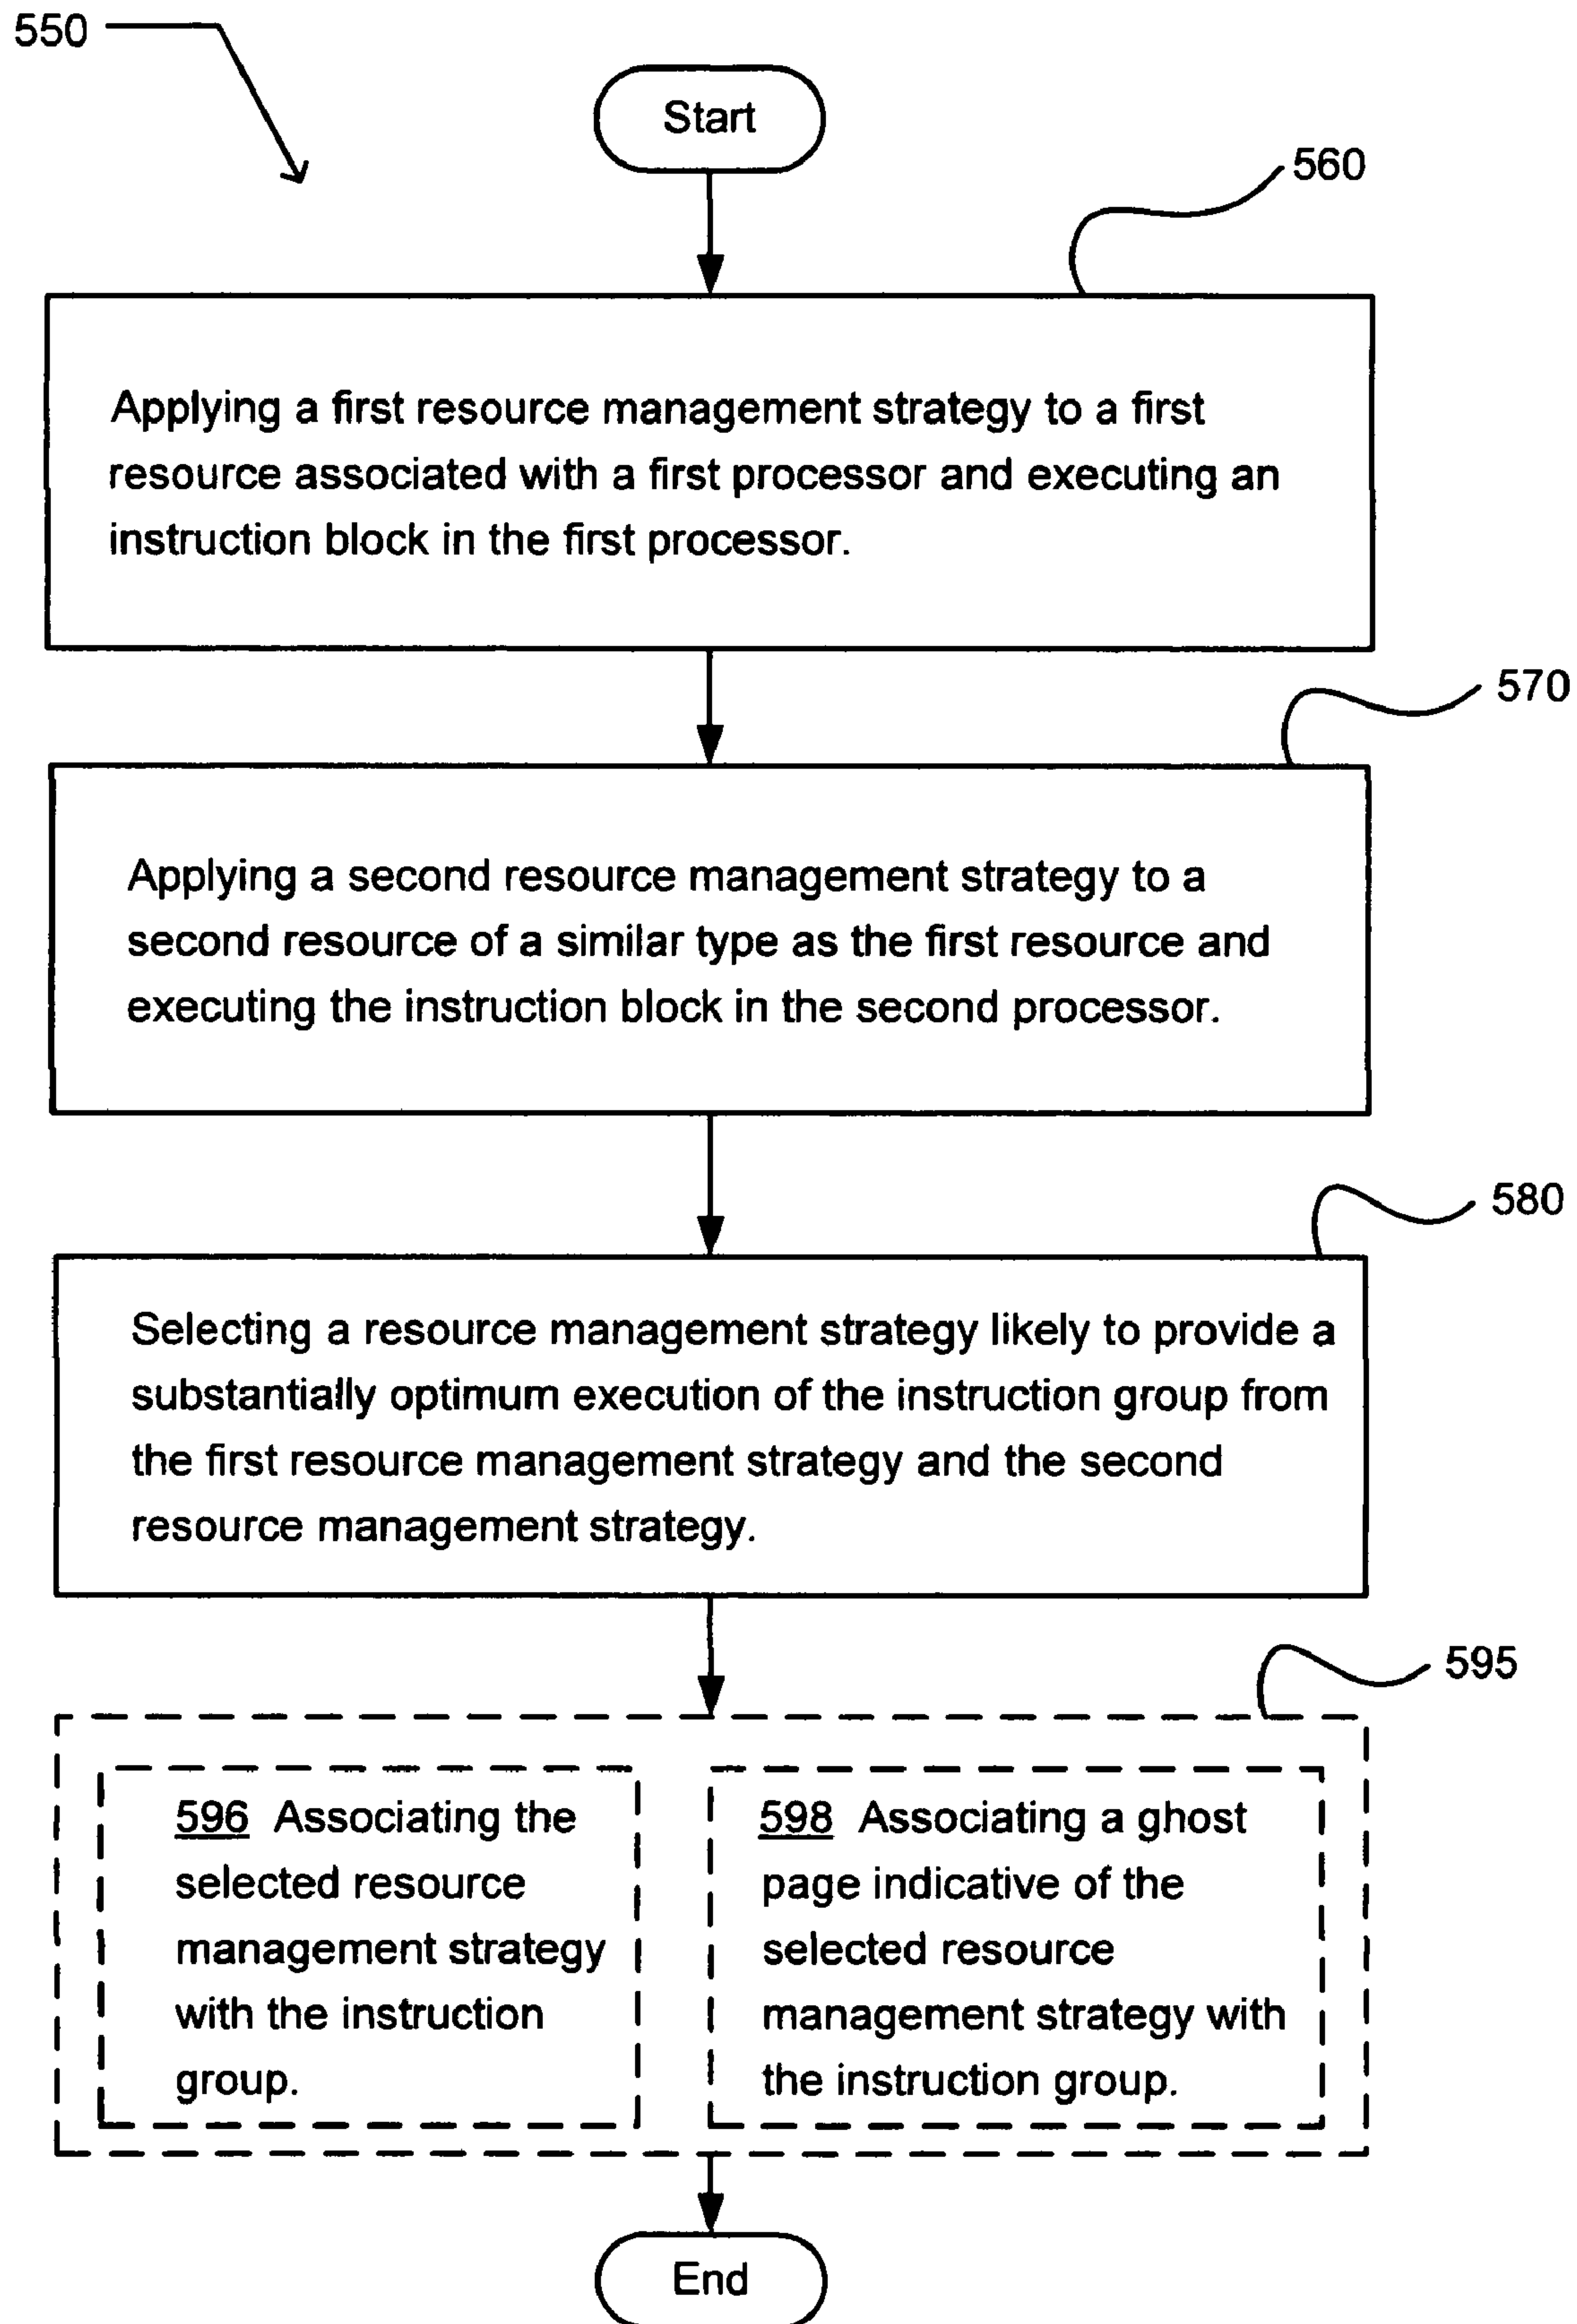 550
Start
560
Applying a first resource management strategy to a first
resource associated with a first processor and executing an
instruction block in the first processor.
570
Applying a second resource management strategy to a
second resource of a similar type as the first resource and
executing the instruction block in the second processor.
580
Selecting a resource management strategy likely to provide a
substantially optimum execution of the instruction group from
the first resource management strategy and the second
resource management strategy.
595
596 Associating the
selected resource
management strategy
with the instruction
group.
598 Associating a ghost
page indicative of the
selected resource
management strategy with
the instruction group.
End